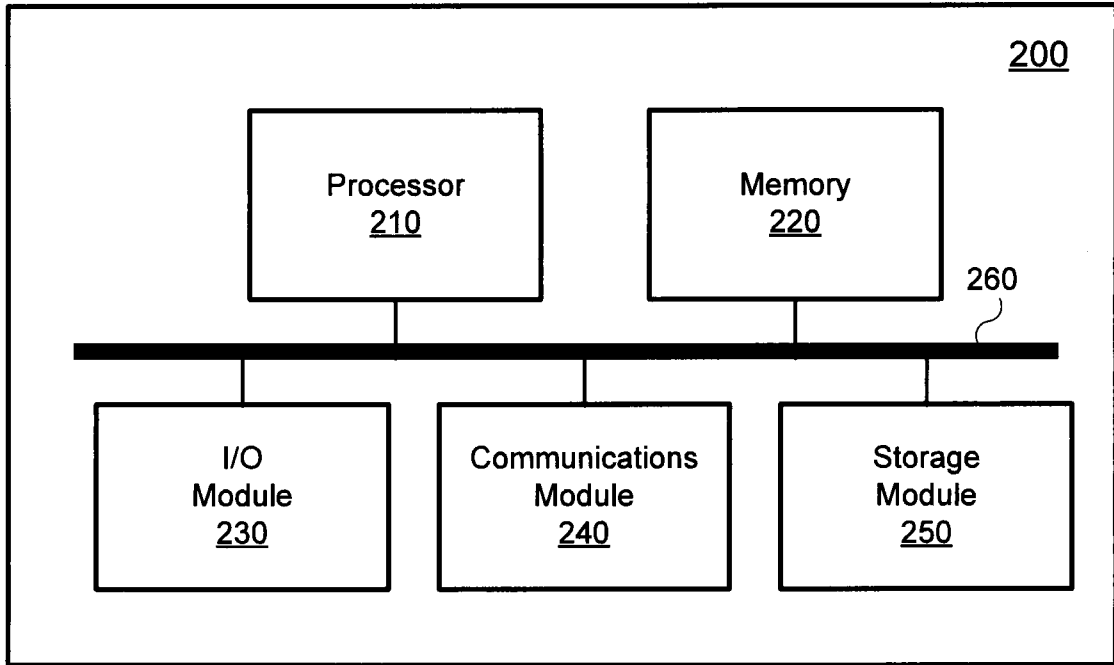 200
Processor
210
Memory
220
260
I/O
Module
230
Communications
Module
240
Storage
Module
250